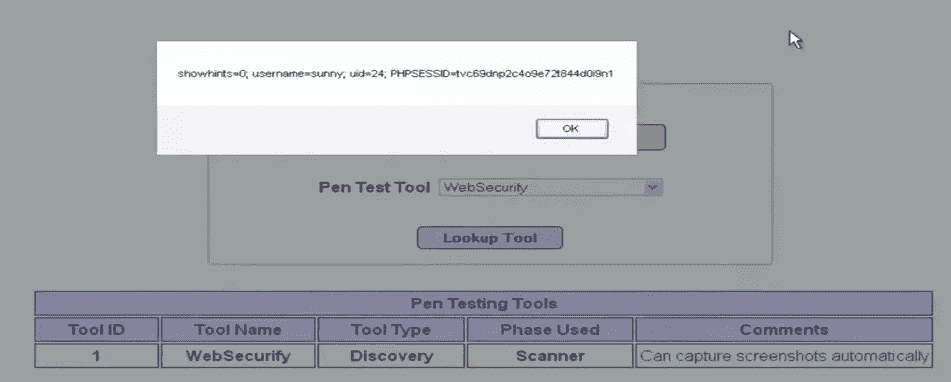 showhints=0; username=sunny; uid=24; PHPSESSID=tvc69dnp2c4o9e72t844d0i9n1
OK
Pen Test Tool WebSecurify
Lookup Tool
Pen Testing Tools
Tool ID Tool Name Tool Type Phase Used Comments
1 WebSecurify Discovery Scanner Can capture screenshots automatically